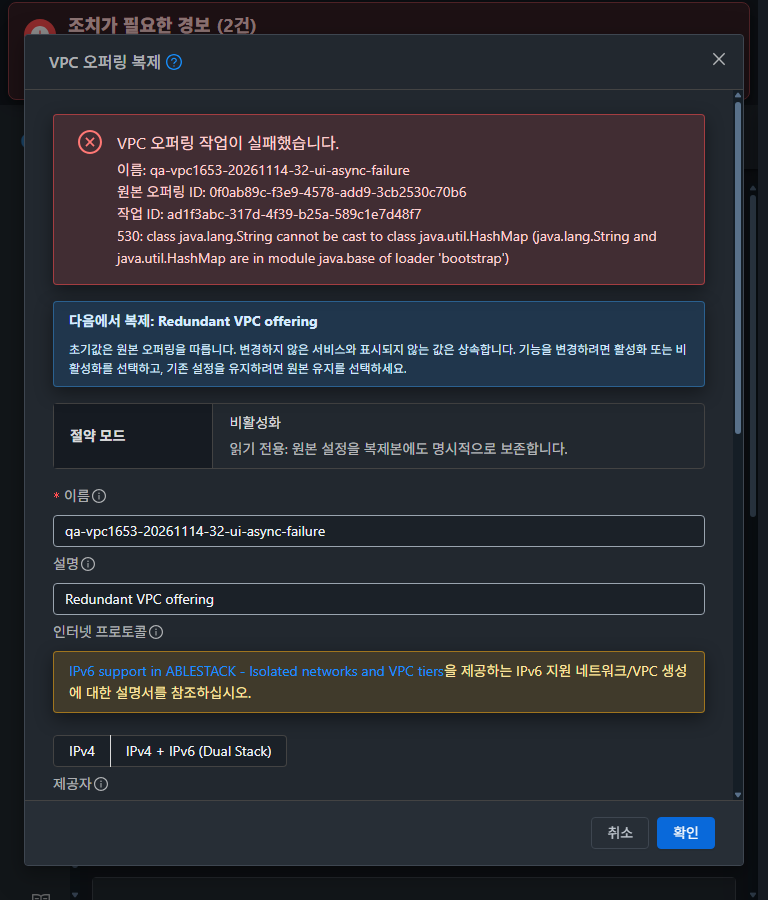 조치가 필요한 경보 (2건)
VPC 오퍼링 복제
VPC 오퍼링 작업이 실패했습니다.
이름: qa-vpc1653-20261114-32-ui-async-failure
원본 오퍼링 ID: 0f0ab89c-f3e9-4578-add9-3cb2530c70b6
작업 ID: ad1f3abc-317d-4f39-b25a-589c1e7d48f7
530: class java.lang.String cannot be cast to class java.util.HashMap (java.lang.String and
java.util.HashMap are in module java.base of loader 'bootstrap')
다음에서 복제: Redundant VPC offering
초기값은 원본 오퍼링을 따릅니다. 변경하지 않은 서비스와 표시되지 않는 값은 상속합니다. 기능을 변경하려면 활성화 또는 비
활성화를 선택하고, 기존 설정을 유지하려면 원본 유지를 선택하세요.
절약 모드
비활성화
읽기 전용: 원본 설정을 복제본에도 명시적으로 보존합니다.
* 이름
qa-vpc1653-20261114-32-ui-async-failure
설명
Redundant VPC offering
인터넷 프로토콜
IPv6 support in ABLESTACK - Isolated networks and VPC tiers을 제공하는 IPv6 지원 네트워크/VPC 생성
에 대한 설명서를 참조하십시오.
IPv4
IPv4 + IPv6 (Dual Stack)
제공자
취소
확인